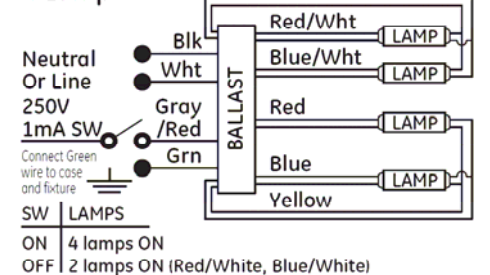 Red/Wht
LAMP
Blk
Blue/Wht
LAMP
Neutral
Or Line
Wht
250V
1mA SW
Gray
/Red
BALLAST
Red
LAMP
Grn
Connect Green
wire to case
and fixture
Blue
LAMP
Yellow
SW LAMPS
ON 4 lamps ON
OFF 2 lamps ON (Red/White, Blue/White)